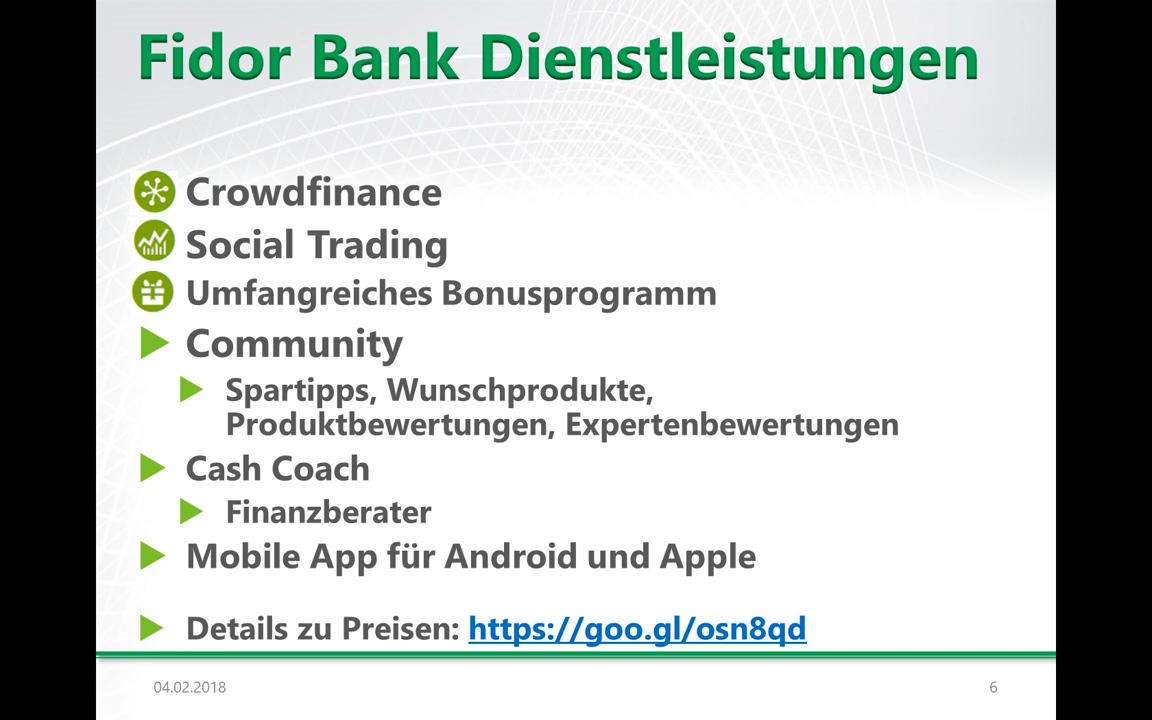 Fidor Bank Dienstleistungen
Crowdfinance
Social Trading
Umfangreiches Bonusprogramm
Community
Spartipps, Wunschprodukte,
Produktbewertungen, Expertenbewertungen
Cash Coach
Finanzberater
Mobile App für Android und Apple
Details zu Preisen: https://goo.gl/osn8qd
04.02.2018
6